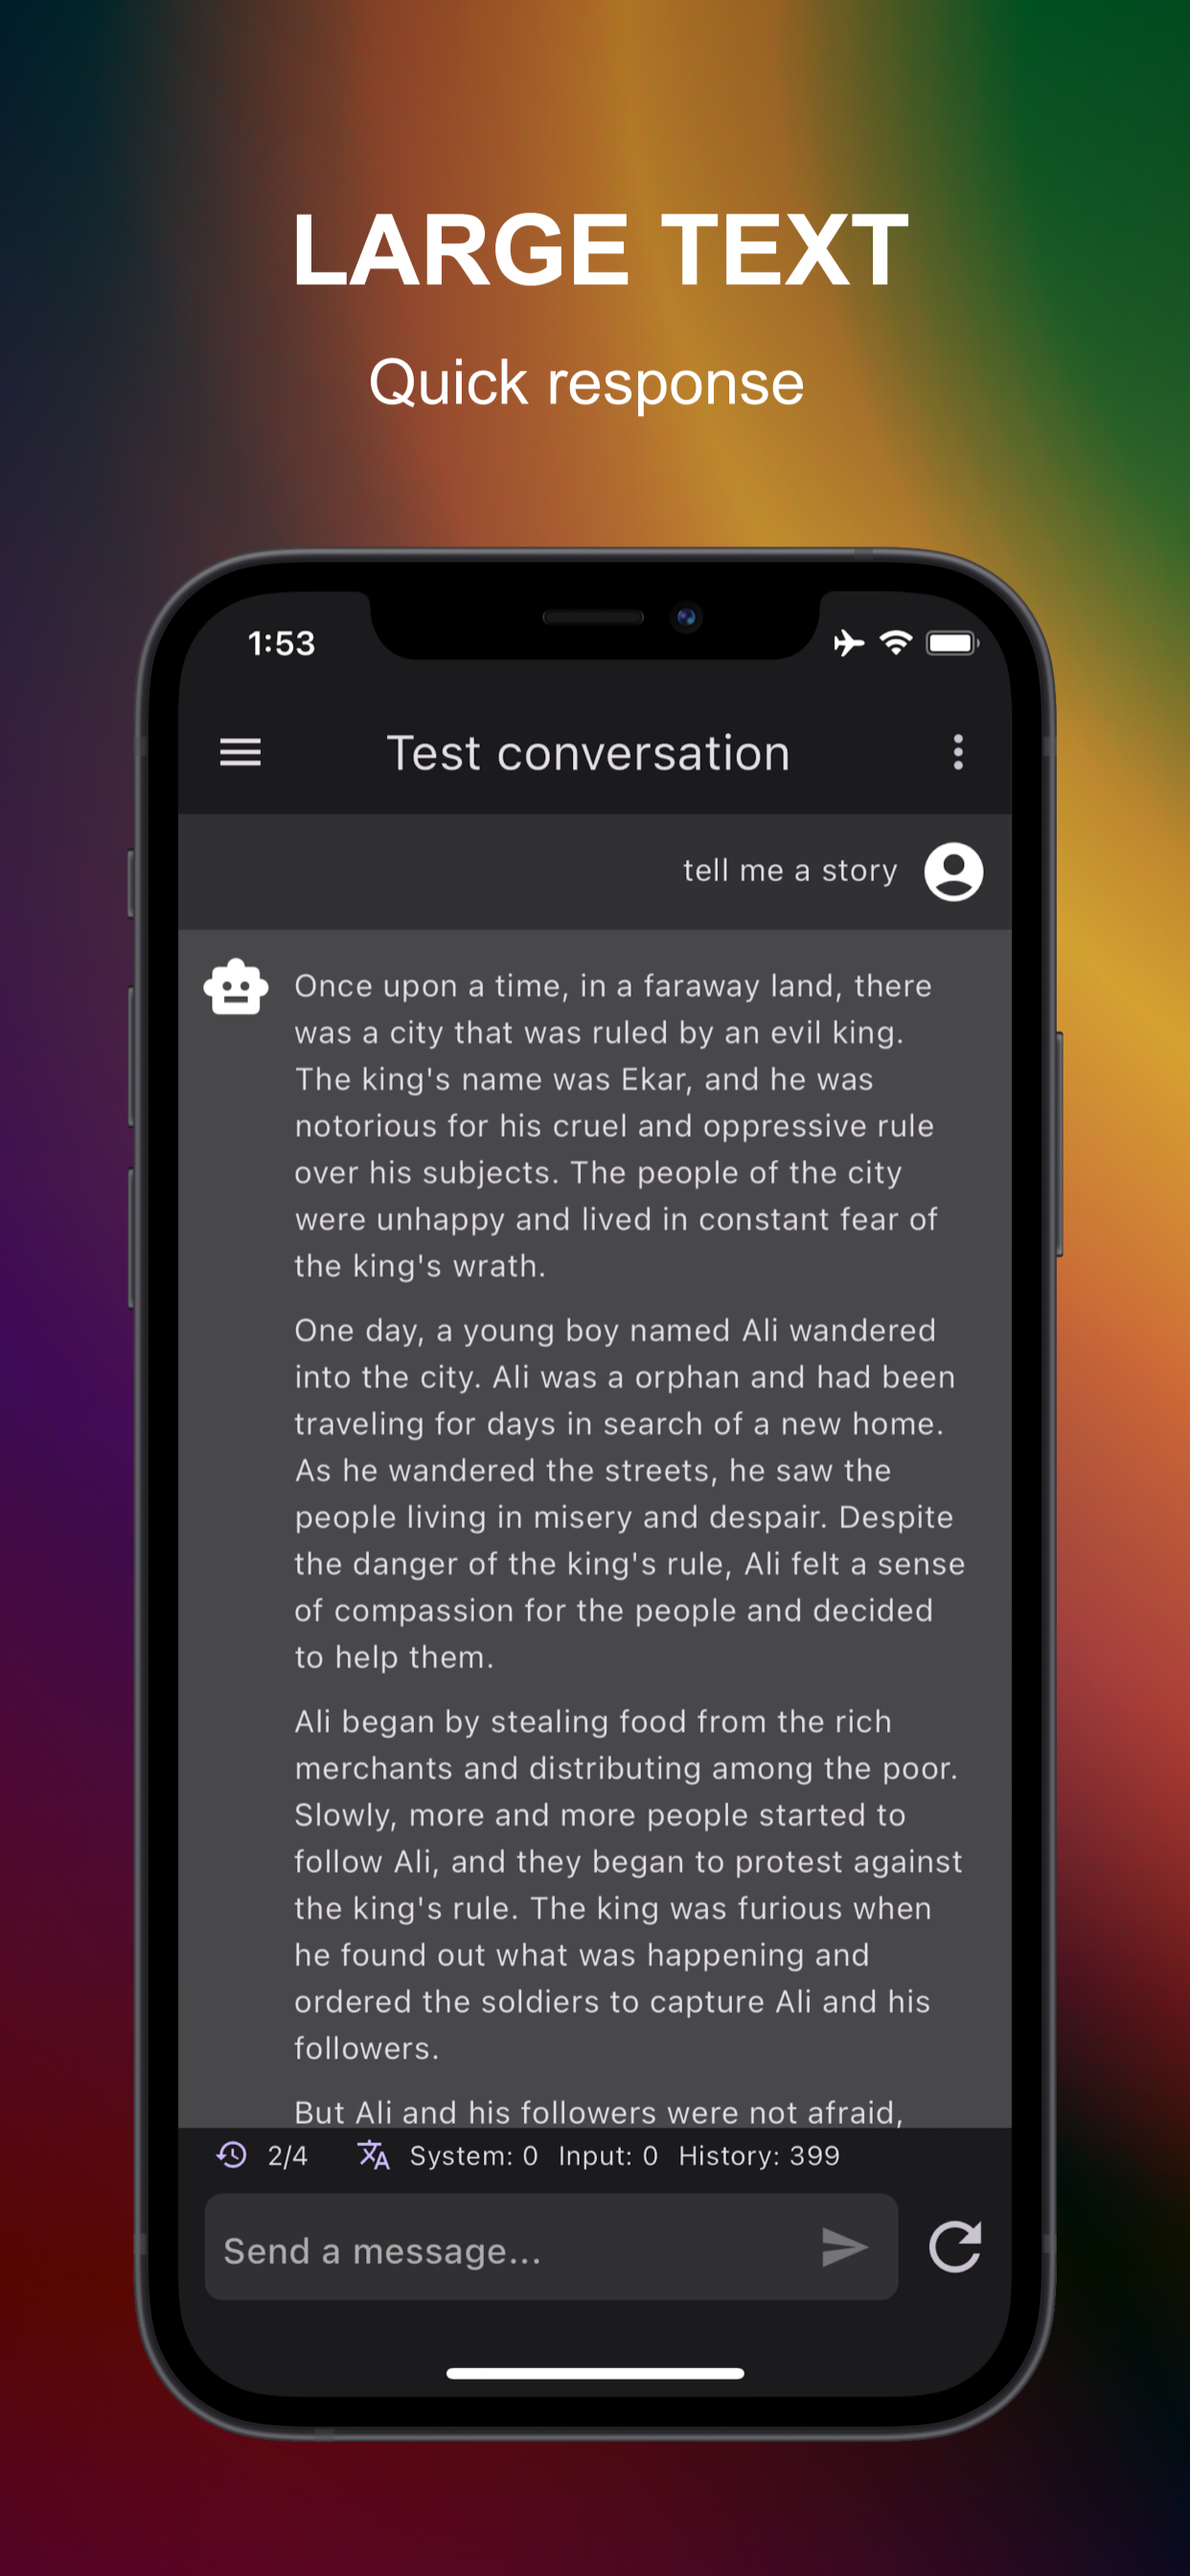 LARGE TEXT
Quick response
1:53
Test conversation
tell me a story
Once upon a time, in a faraway land, there
was a city that was ruled by an evil king.
The king's name was Ekar, and he was
notorious for his cruel and oppressive rule
over his subjects. The people of the city
were unhappy and lived in constant fear of
the king's wrath.
One day, a young boy named Ali wandered
into the city. Ali was a orphan and had been
traveling for days in search of a new home.
As he wandered the streets, he saw the
people living in misery and despair. Despite
the danger of the king's rule, Ali felt a sense
of compassion for the people and decided
to help them.
Ali began by stealing food from the rich
merchants and distributing among the poor.
Slowly, more and more people started to
follow Ali, and they began to protest against
the king's rule. The king was furious when
he found out what was happening and
ordered the soldiers to capture Ali and his
followers.
But Ali and his followers were not afraid,
2/4 System: 0 Input: 0 History: 399
Send a message...